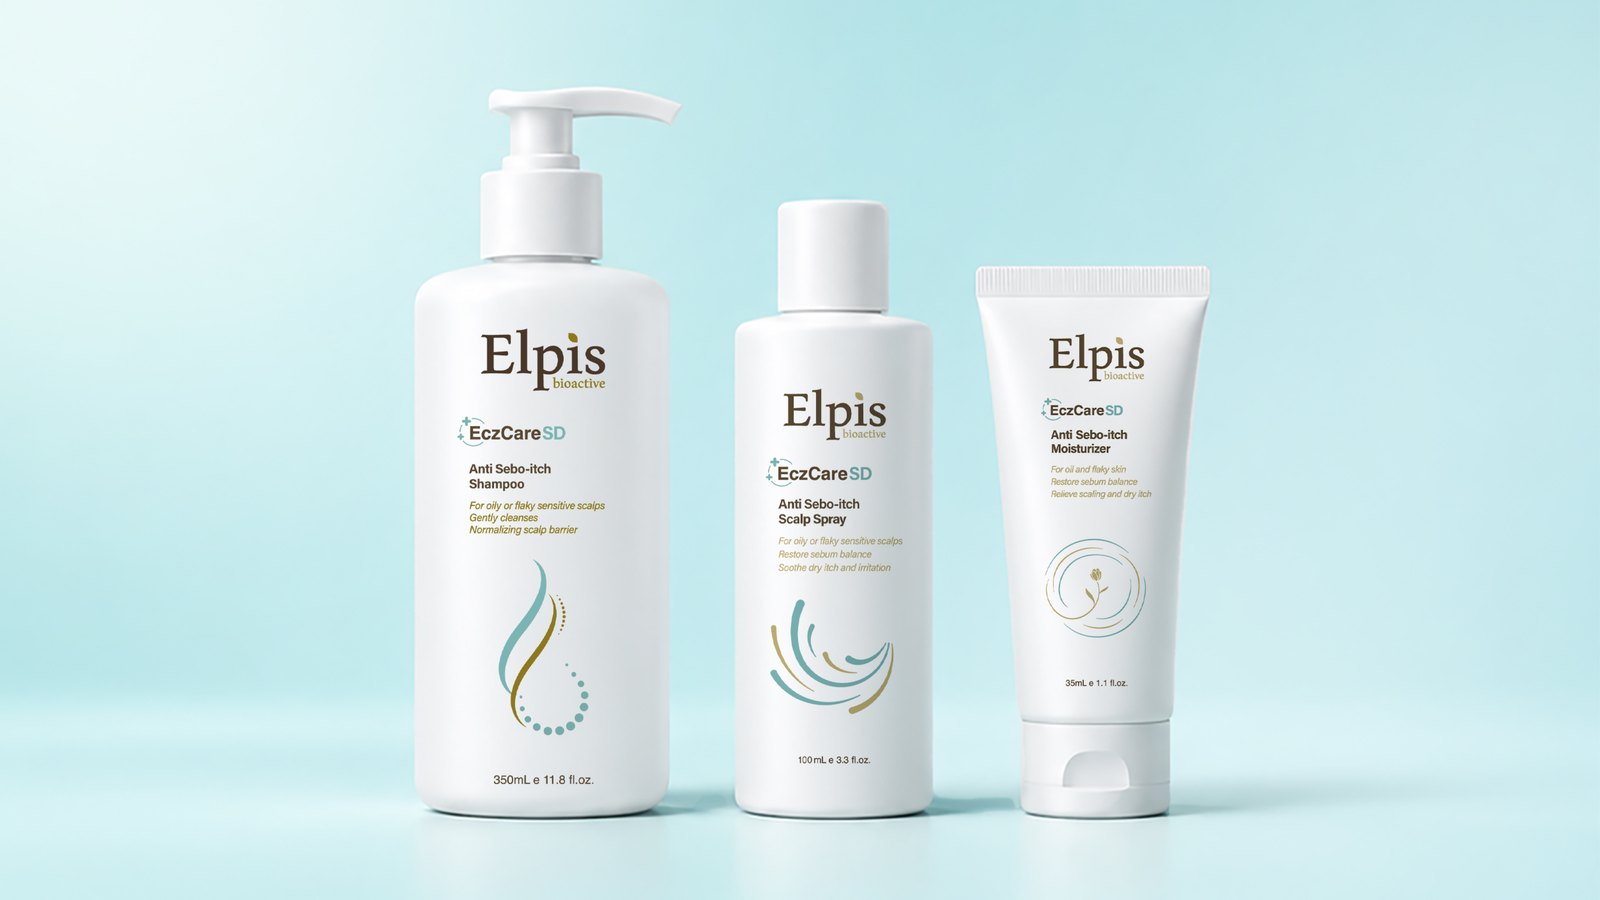 Elpis
bioactive
EczCareSD
Anti Sebo-itch
Shampoo
For oily or flaky sensitive scalps
Gently cleanses
Normalizing scalp barrier
350mL e 11.8 fl.oz.
Elpis
bioactive
EczCareSD
Anti Sebo-itch
Scalp Spray
For oily or flaky sensitive scalps
Restore sebum balance
Soothe dry itch and irritation
100mL e 3.3 fl.oz.
Elpis
bioactive
EczCareSD
Anti Sebo-itch
Moisturizer
For oil and flaky skin
Restore sebum balance
Relieve scaling and dry itch
35mL e 1.1 fl.oz.